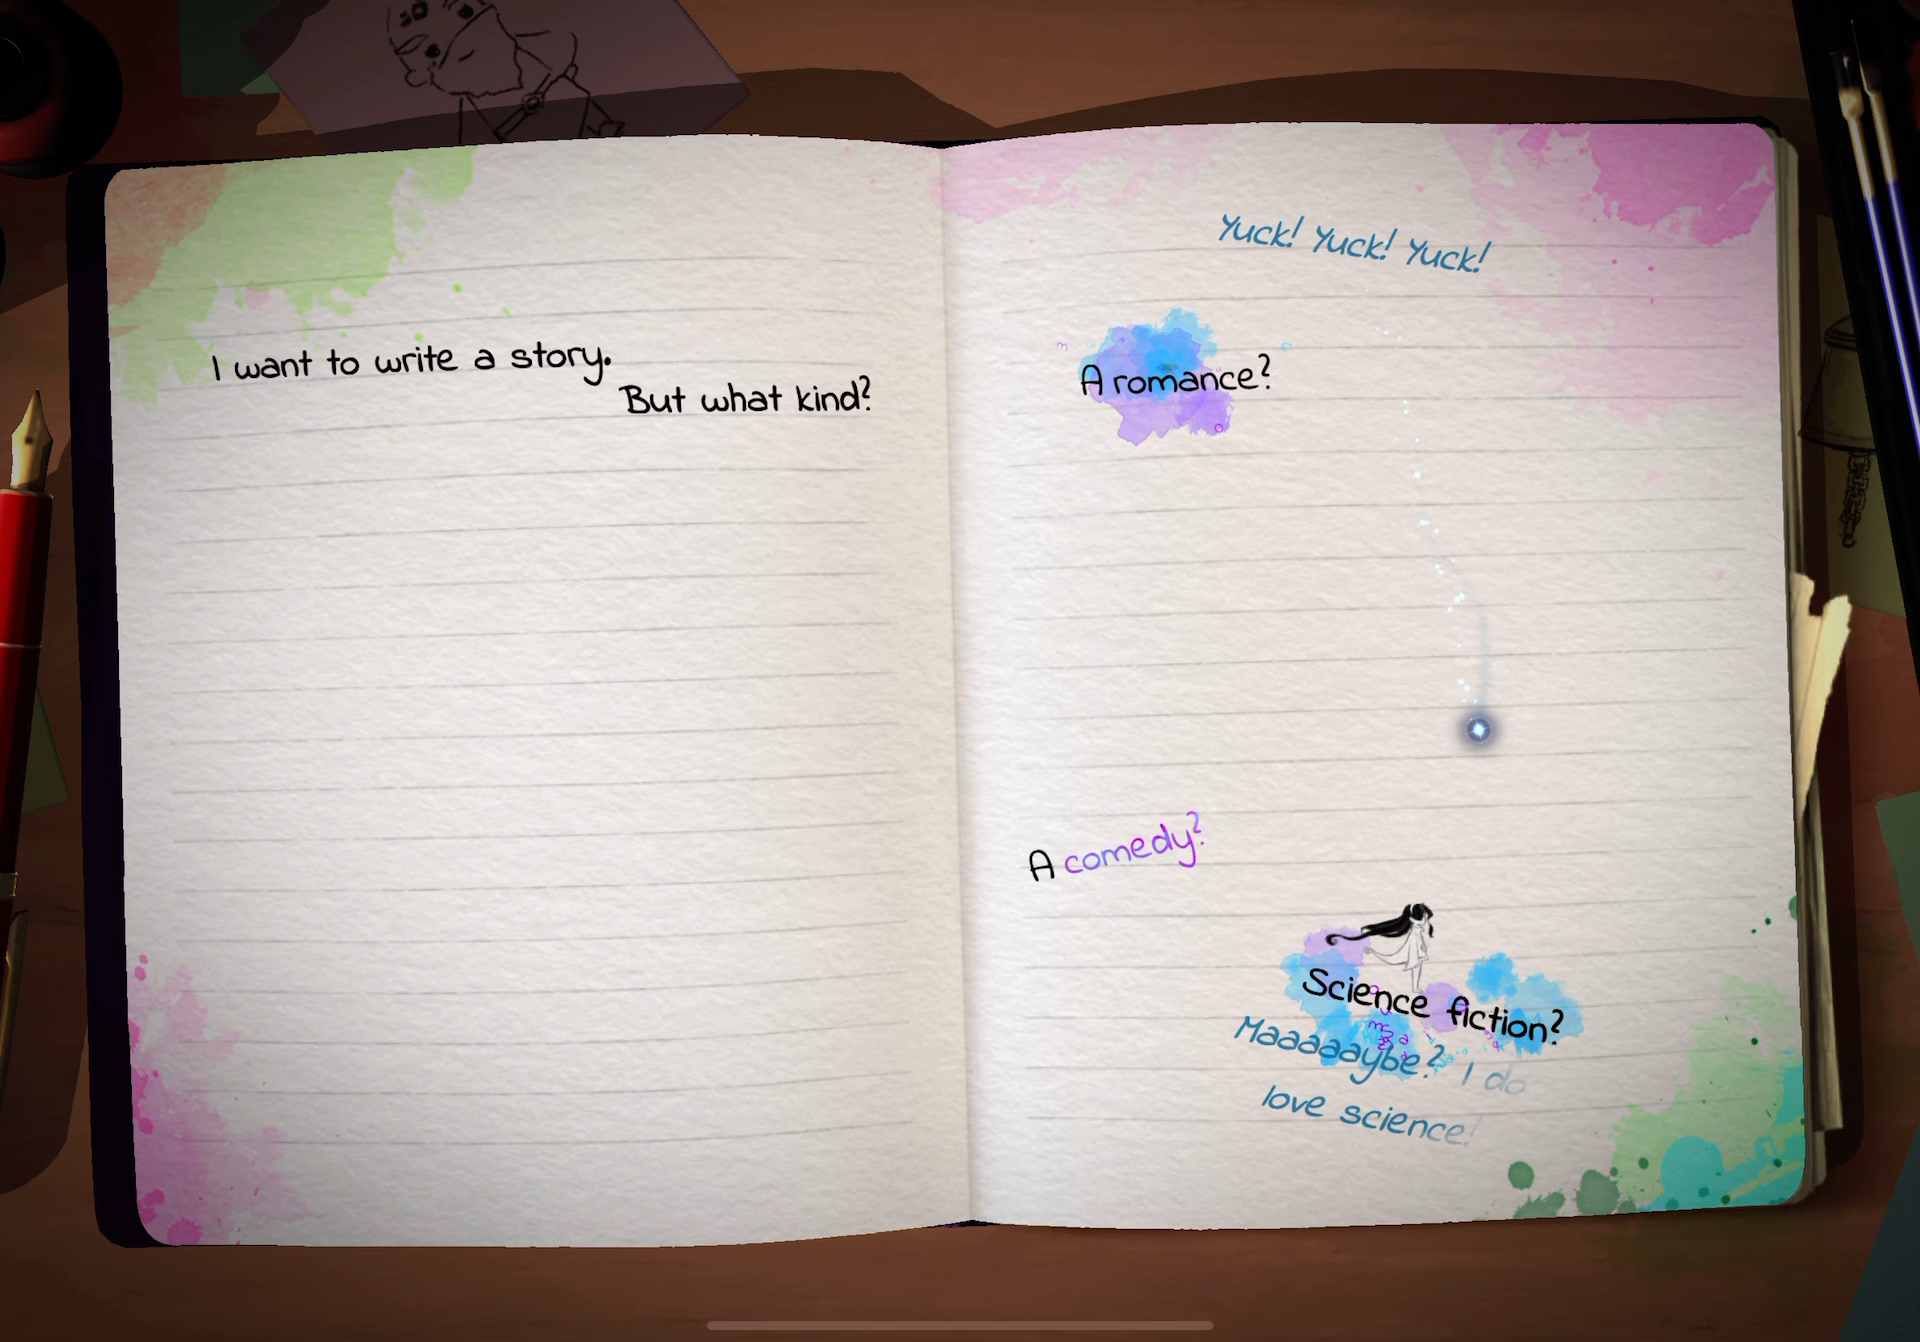 I want to write a story.
But what kind?
Yuck! Yuck! Yuck!
A romance?
A comedy?
Science fiction?
Maaaaaybe? I do
love science!